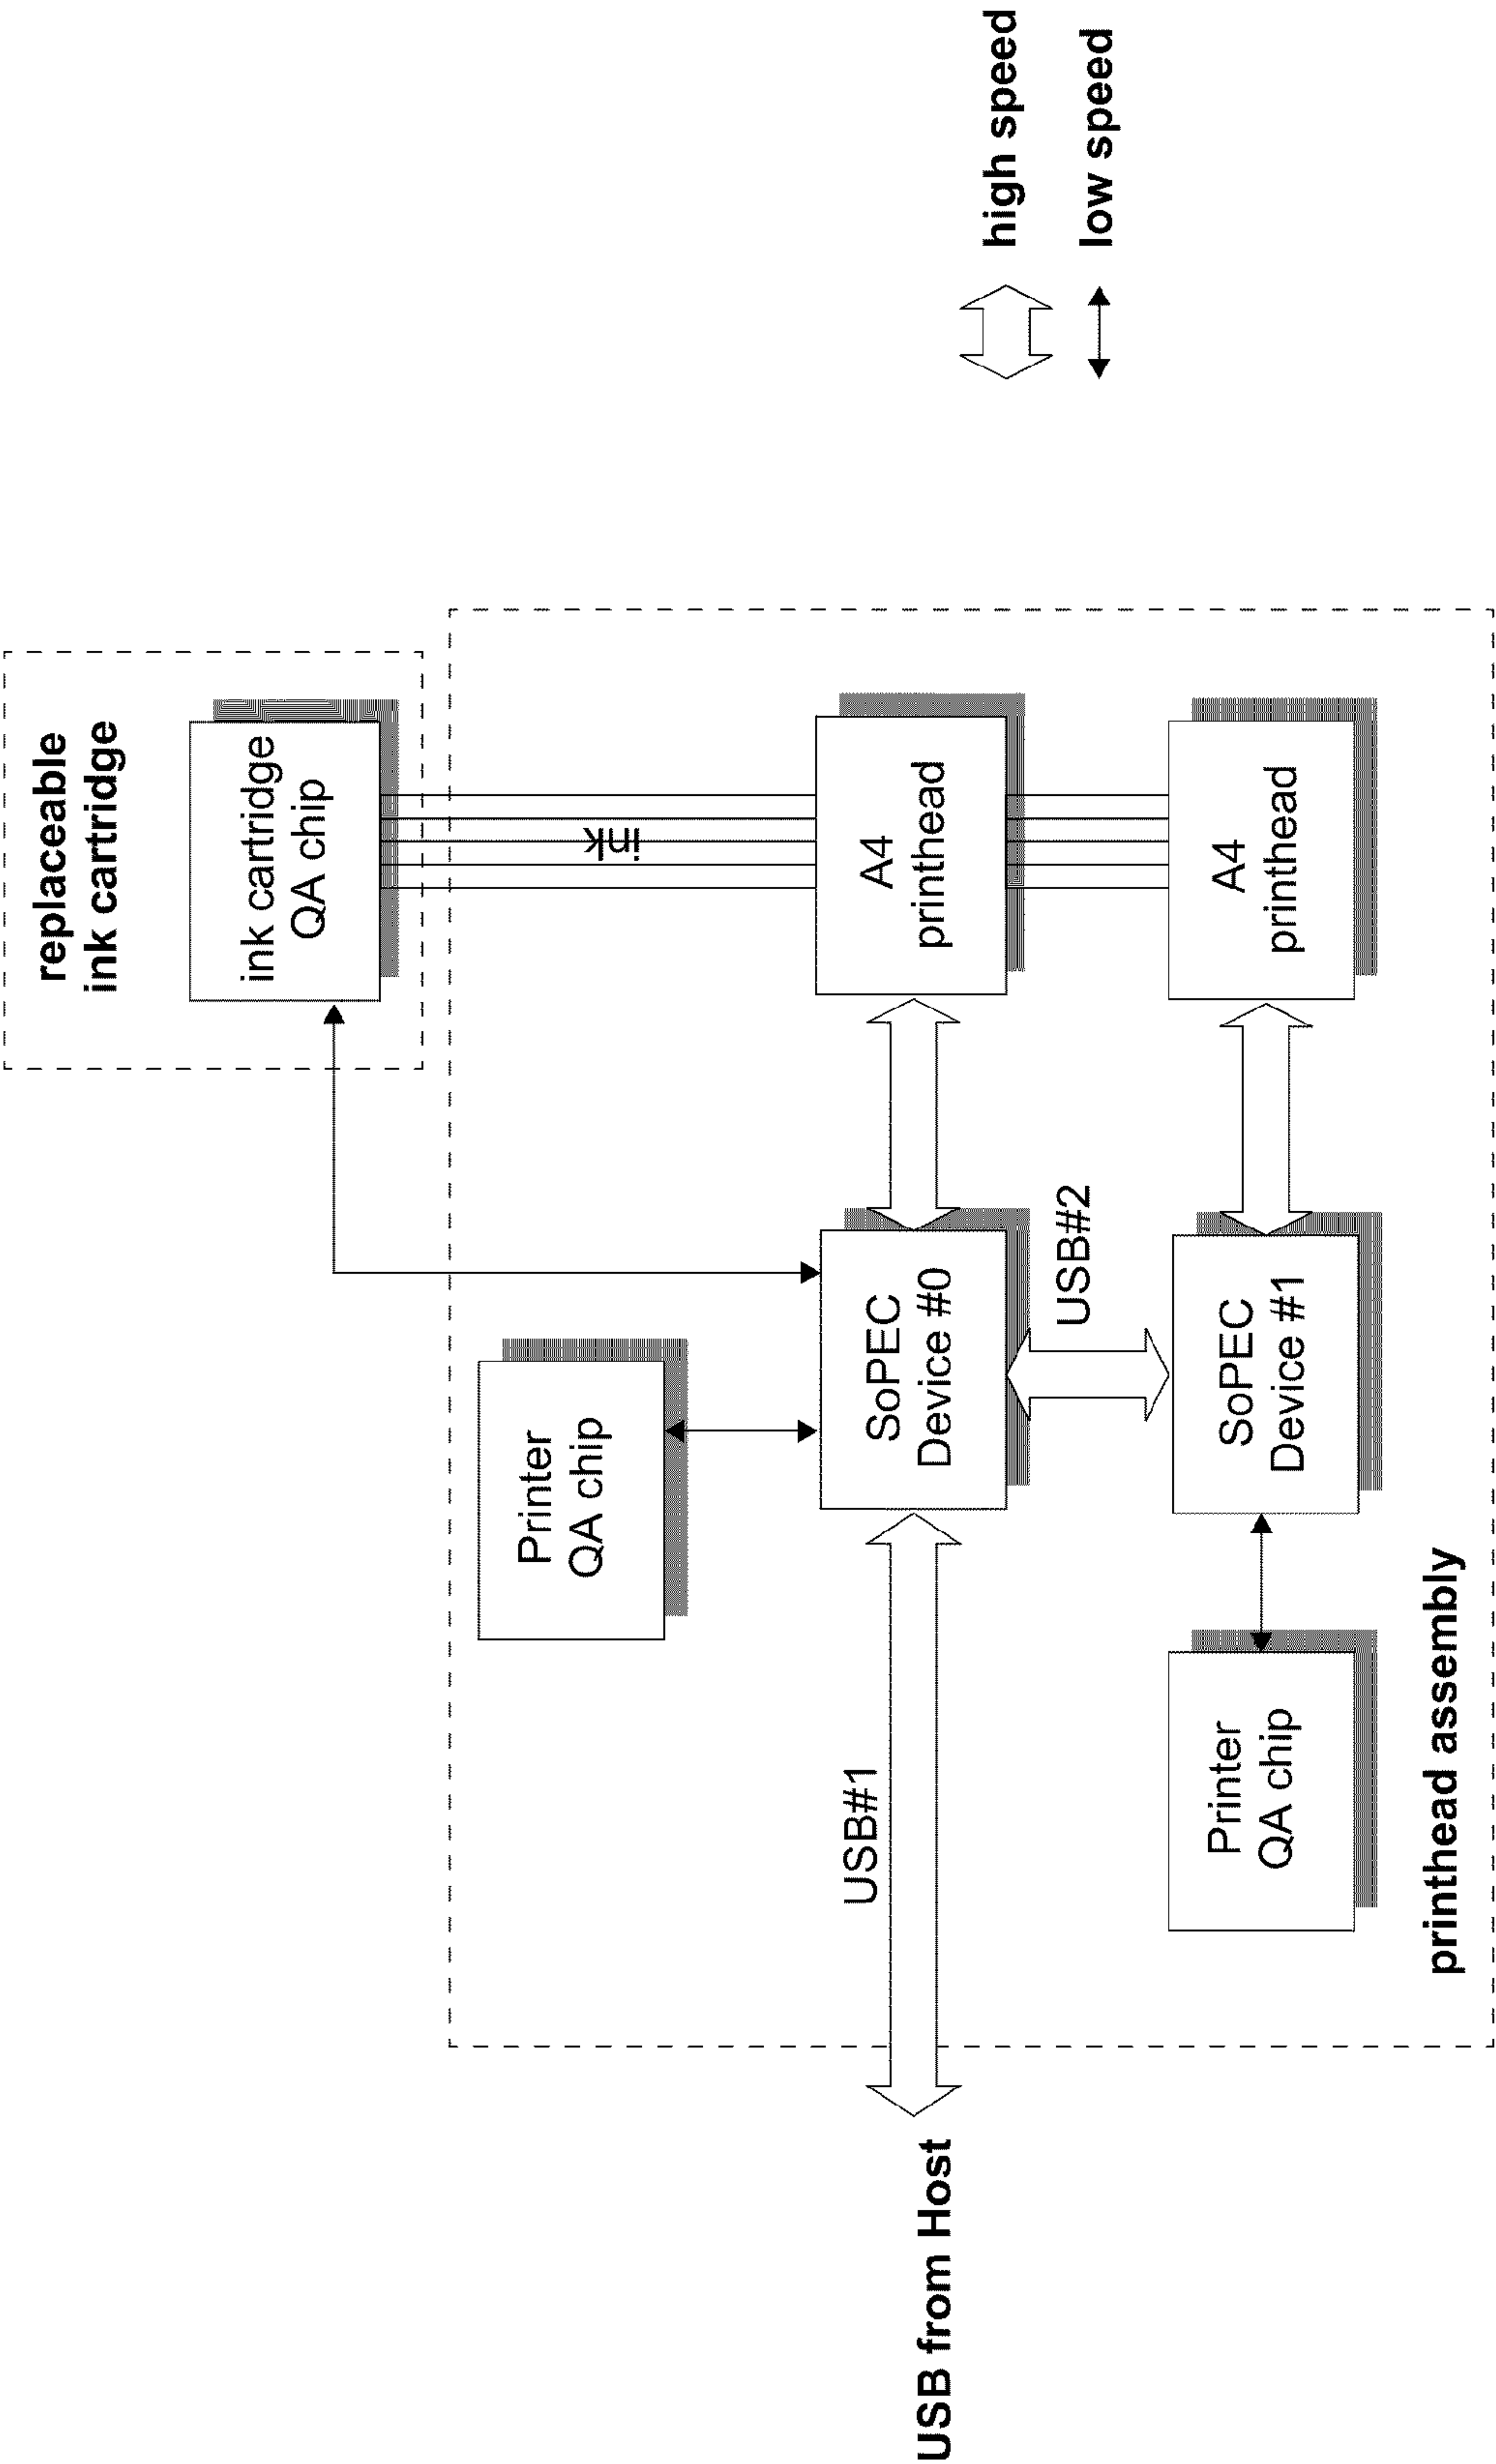 replaceable
ink cartridge
ink cartridge
QA chip
Printer
QA chip
ink
USB#1
SoPEC
Device #0
A4
printhead
USB from Host
high speed
USB#2
low speed
Printer
QA chip
SoPEC
Device #1
A4
printhead
printhead assembly